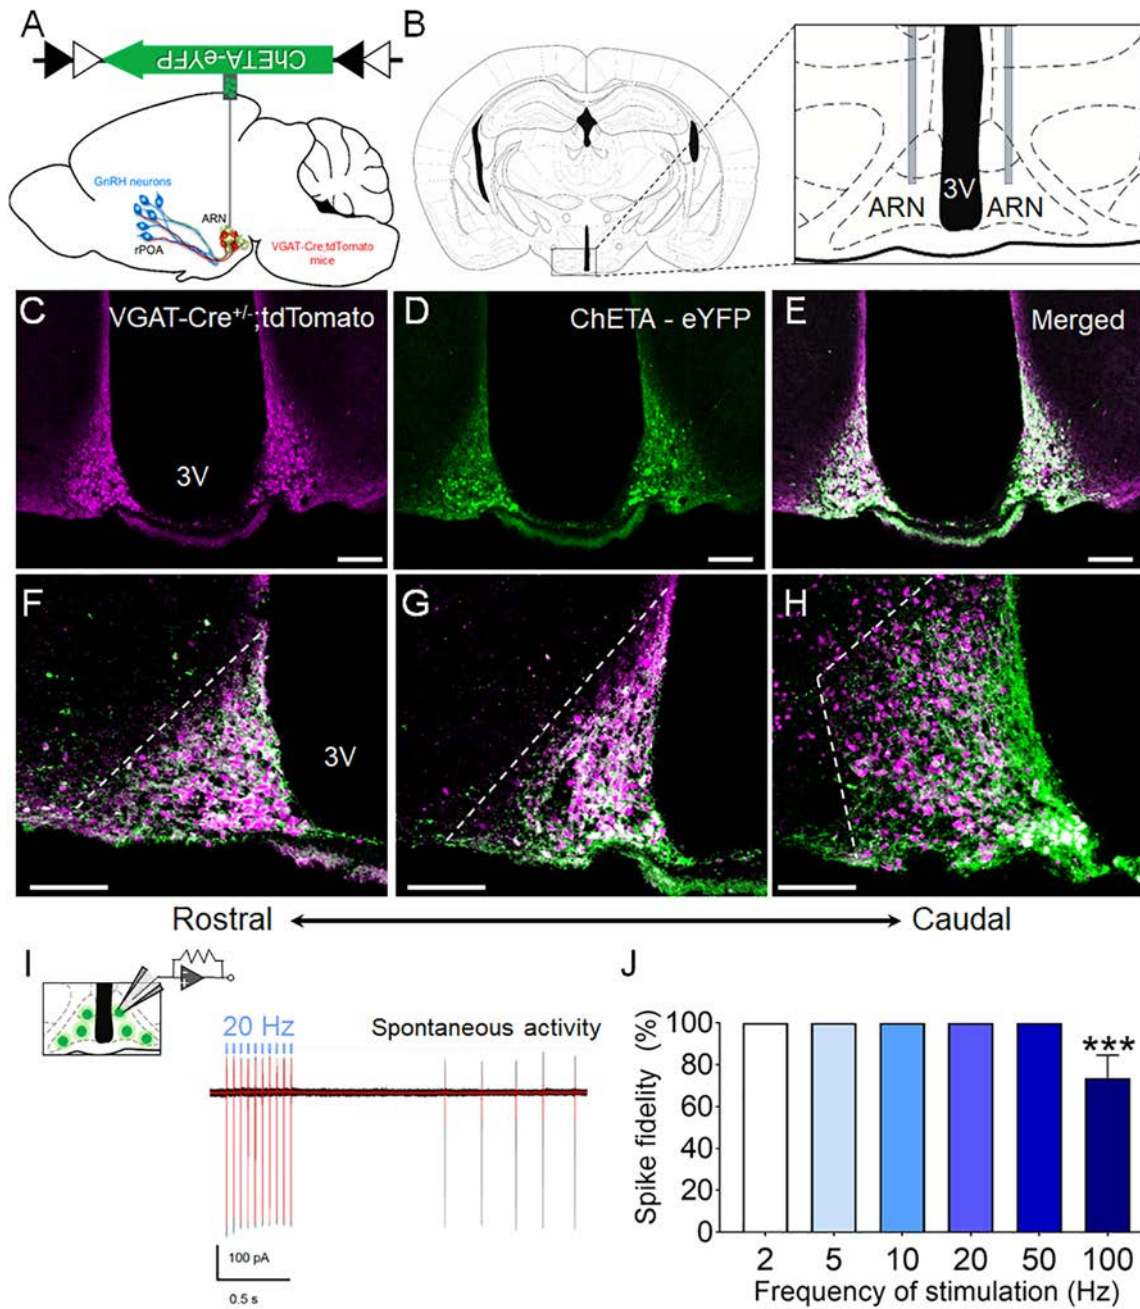 A
B
ChETA-eYFP
GnRH neurons
ARN
rPOA
VGAT-Cre;tdTomato
mice
3V
ARN
ARN
C
VGAT-Cre+/-;tdTomato
D
ChETA - eYFP
E
Merged
3V
F
G
H
3V
Rostral
Caudal
I
J
20 Hz
Spontaneous activity
100 pA
0.5 s
Spike fidelity (%)
100
80
60
40
20
0
***
2 5 10 20 50 100
Frequency of stimulation (Hz)